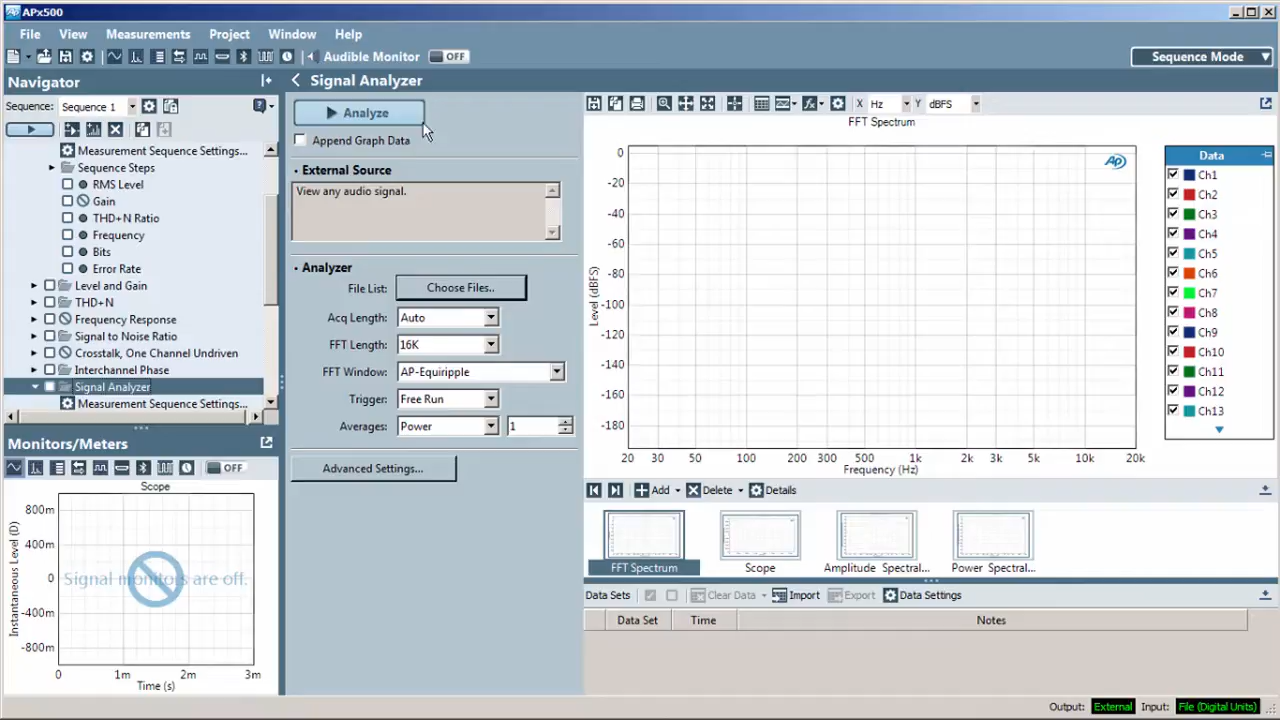 APx500
File View Measurements Project Window Help
Audible Monitor OFF
Sequence Mode
Navigator
Signal Analyzer
Sequence: Sequence 1
Analyze
Append Graph Data
X Hz Y dBFS
Measurement Sequence Settings...
Sequence Steps
RMS Level
Gain
THD+N Ratio
Frequency
Bits
Error Rate
Level and Gain
THD+N
Frequency Response
Signal to Noise Ratio
Crosstalk, One Channel Undriven
Interchannel Phase
Signal Analyzer
Measurement Sequence Settings...
External Source
View any audio signal.
Analyzer
File List: Choose Files..
Acq Length: Auto
FFT Length: 16K
FFT Window: AP-Equiripple
Trigger: Free Run
Averages: Power 1
Advanced Settings...
FFT Spectrum
AP
Level (dBFS)
0
-20
-40
-60
-80
-100
-120
-140
-160
-180
20 30 50 100 200 300 500 1k 2k 3k 5k 10k 20k
Frequency (Hz)
Data
Ch1
Ch2
Ch3
Ch4
Ch5
Ch6
Ch7
Ch8
Ch9
Ch10
Ch11
Ch12
Ch13
Monitors/Meters
OFF
Scope
Instantaneous Level (D)
800m
400m
0
-400m
-800m
Signal monitors are off.
0 1m 2m 3m
Time (s)
Add Delete Details
FFT Spectrum Scope Amplitude Spectral... Power Spectral...
Data Sets Clear Data Import Export Data Settings
Data Set Time Notes
Output: External Input: File (Digital Units)